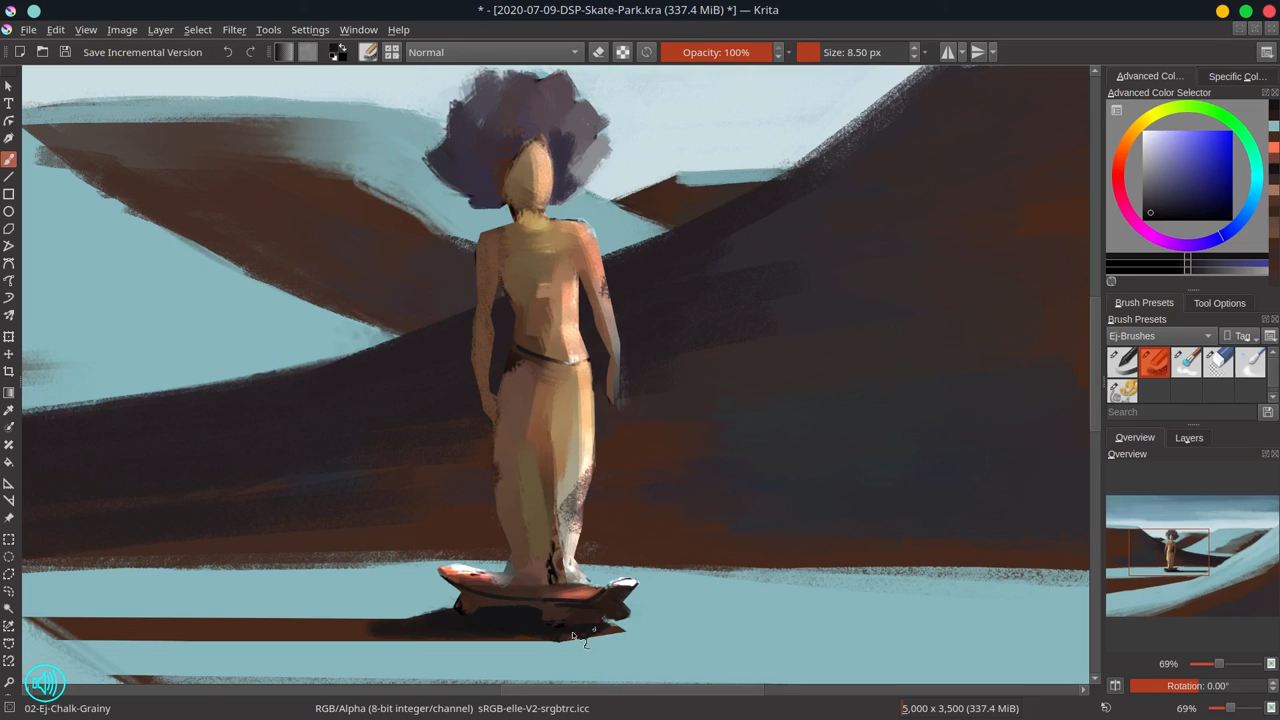 * - [2020-07-09-DSP-Skate-Park.kra (337.4 MiB) *] — Krita
File Edit View Image Layer Select Filter Tools Settings Window Help
Save Incremental Version Normal Opacity: 100% Size: 8.50 px
Advanced Col... Specific Col...
Advanced Color Selector
Brush Presets Tool Options
Brush Presets
Ej-Brushes Tag
Search
Overview Layers
Overview
69%
Rotation: 0.00°
02-Ej-Chalk-Grainy RGB/Alpha (8-bit integer/channel) sRGB-elle-V2-srgbtrc.icc 5,000 x 3,500 (337.4 MiB) 69%